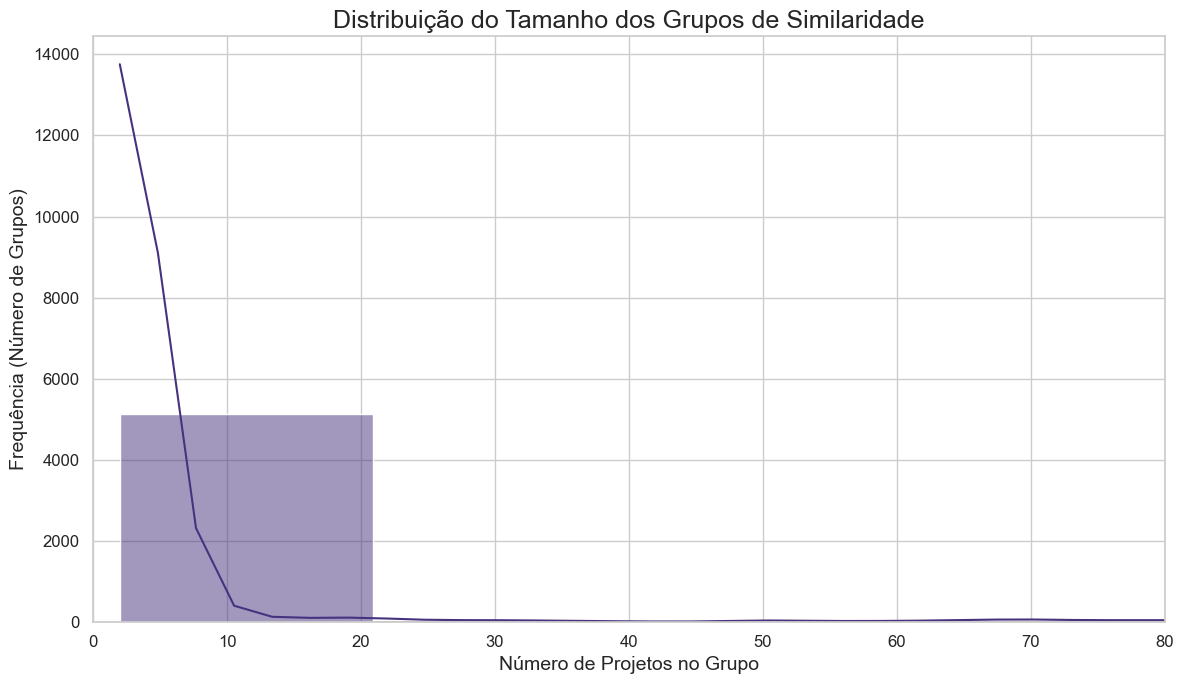 Distribuição do Tamanho dos Grupos de Similaridade
Frequência (Número de Grupos)
14000
12000
10000
8000
6000
4000
2000
0
0 10 20 30 40 50 60 70 80
Número de Projetos no Grupo